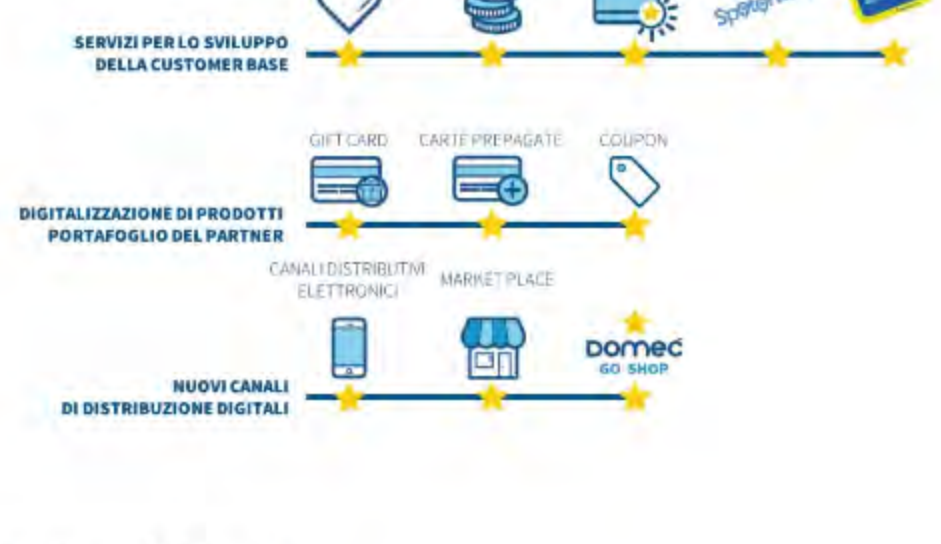 SERVIZI PER LO SVILUPPO
DELLA CUSTOMER BASE
GIFT CARD CARTE PREPAGATE COUPON
DIGITALIZZAZIONE DI PRODOTTI
PORTAFOGLIO DEL PARTNER
CANALI DISTRIBUTIVI
ELETTRONICI
MARKET PLACE
Domec
GO SHOP
NUOVI CANALI
DI DISTRIBUZIONE DIGITALI